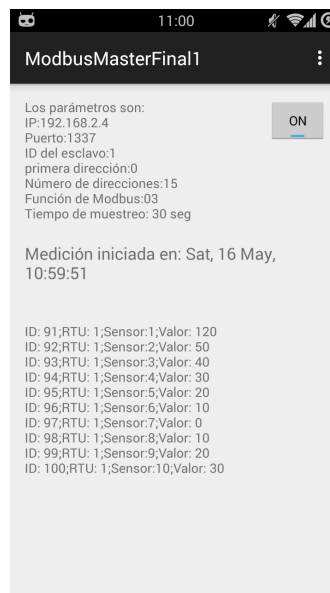 11:00
ModbusMasterFinal1
Los parámetros son:
IP:192.168.2.4
ON
Puerto:1337
ID del esclavo:1
primera dirección:0
Número de direcciones:15
Función de Modbus:03
Tiempo de muestreo: 30 seg
Medición iniciada en: Sat, 16 May,
10:59:51
ID: 91;RTU: 1;Sensor:1;Valor: 120
ID: 92;RTU: 1;Sensor:2;Valor: 50
ID: 93;RTU: 1;Sensor:3;Valor: 40
ID: 94;RTU: 1;Sensor:4;Valor: 30
ID: 95;RTU: 1;Sensor:5;Valor: 20
ID: 96;RTU: 1;Sensor:6;Valor: 10
ID: 97;RTU: 1;Sensor:7;Valor: 0
ID: 98;RTU: 1;Sensor:8;Valor: 10
ID: 99;RTU: 1;Sensor:9;Valor: 20
ID: 100;RTU: 1;Sensor:10;Valor: 30